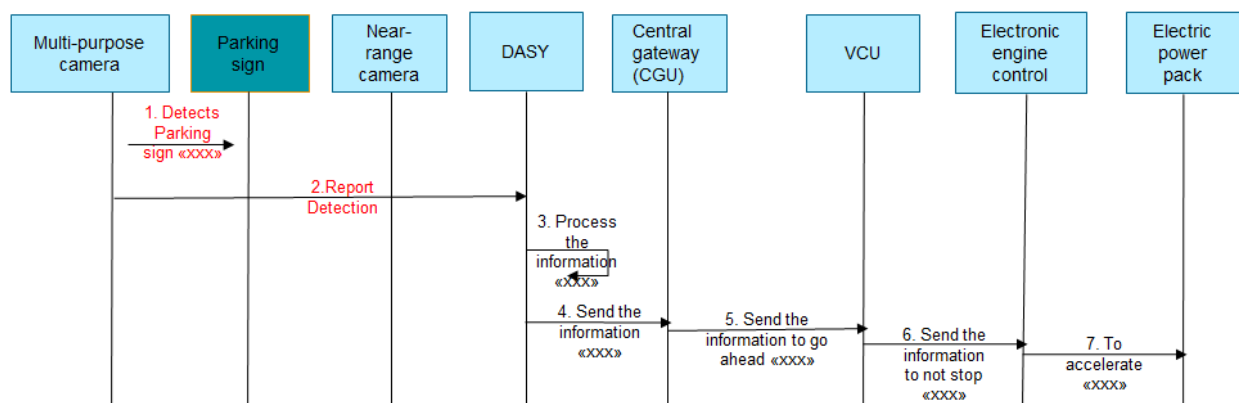 Multi-purpose
camera
Parking
sign
Near-
range
camera
DASY
Central
gateway
(CGU)
VCU
Electronic
engine
control
Electric
power
pack
1. Detects
Parking
sign «xxx»
2.Report
Detection
3. Process
the
information
«xxx»
4. Send the
information
«xxx»
5. Send the
information to go
ahead «xxx»
6. Send the
information
to not stop
«xxx»
7. To
accelerate
«xxx»